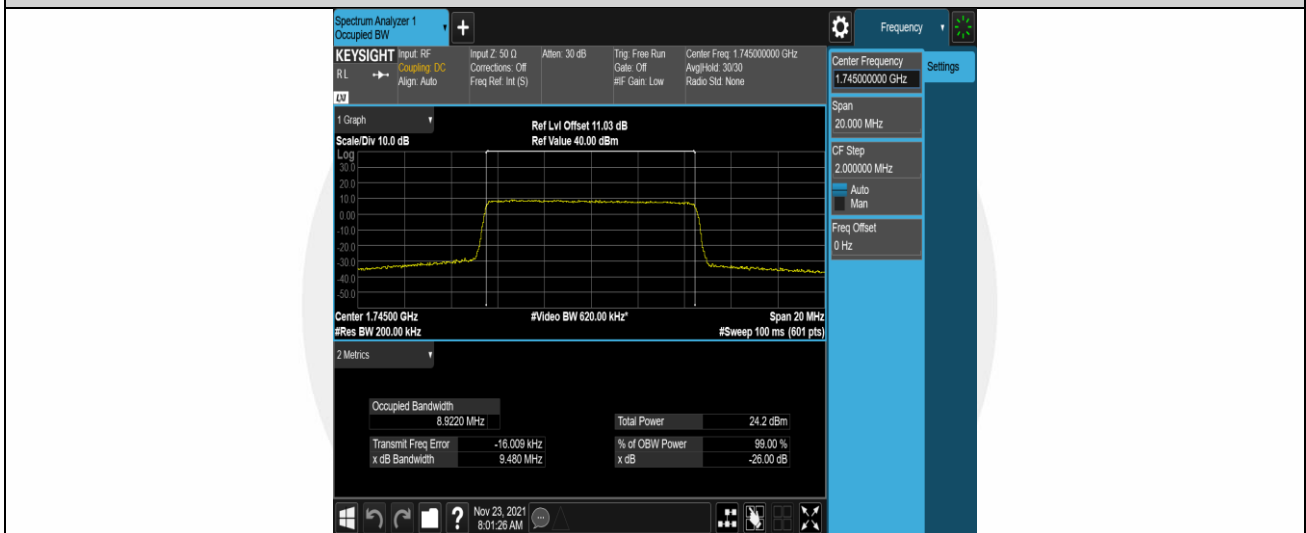 Spectrum Analyzer 1
Occupied BW
+
Frequency
KEYSIGHT
Input: RF
Coupling: DC
Align: Auto
R L
LXI
Input Z: 50 Ω
Corrections: Off
Freq Ref: Int (S)
Atten: 30 dB
Trig: Free Run
Gate: Off
#IF Gain: Low
Center Freq: 1.745000000 GHz
Avg|Hold: 30/30
Radio Std: None
Center Frequency
1.745000000 GHz
Settings
Span
20.000 MHz
CF Step
2.000000 MHz
Auto
Man
Freq Offset
0 Hz
1 Graph
Scale/Div 10.0 dB
Ref Lvl Offset 11.03 dB
Ref Value 40.00 dBm
Log
30.0
20.0
10.0
0.00
-10.0
-20.0
-30.0
-40.0
-50.0
Center 1.74500 GHz
#Video BW 620.00 kHz*
Span 20 MHz
#Res BW 200.00 kHz
#Sweep 100 ms (601 pts)
2 Metrics
Occupied Bandwidth
8.9220 MHz
Total Power 24.2 dBm
Transmit Freq Error -16.009 kHz
% of OBW Power 99.00 %
x dB Bandwidth 9.480 MHz
x dB -26.00 dB
?
Nov 23, 2021
8:01:26 AM